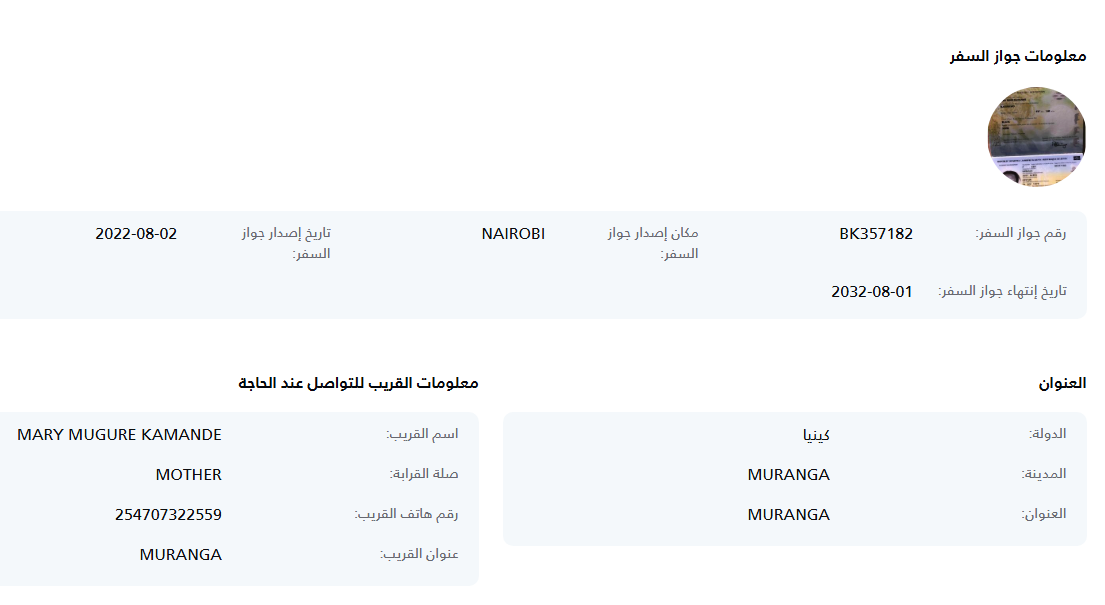 معلومات جواز السفر
رقم جواز السفر: BK357182
مكان إصدار جواز السفر: NAIROBI
تاريخ إصدار جواز السفر: 2022-08-02
تاريخ إنتهاء جواز السفر: 2032-08-01
العنوان
الدولة: كينيا
المدينة: MURANGA
العنوان: MURANGA
معلومات القريب للتواصل عند الحاجة
اسم القريب: MARY MUGURE KAMANDE
صلة القرابة: MOTHER
رقم هاتف القريب: 254707322559
عنوان القريب: MURANGA